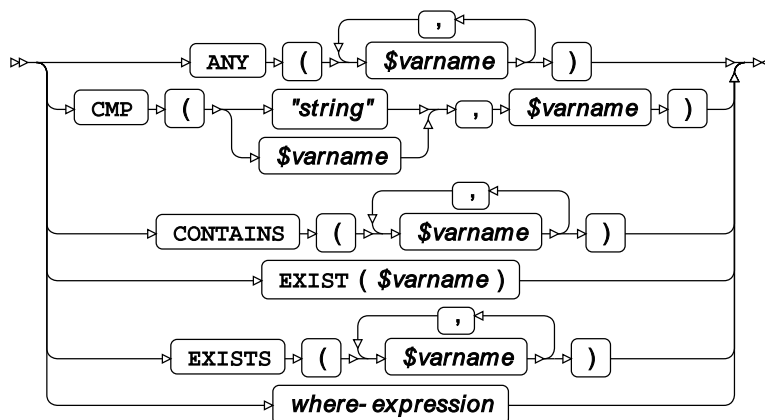 ,
ANY ( $varname )
CMP ( "string" , $varname )
$varname
,
CONTAINS ( $varname )
EXIST ( $varname )
,
EXISTS ( $varname )
where-expression